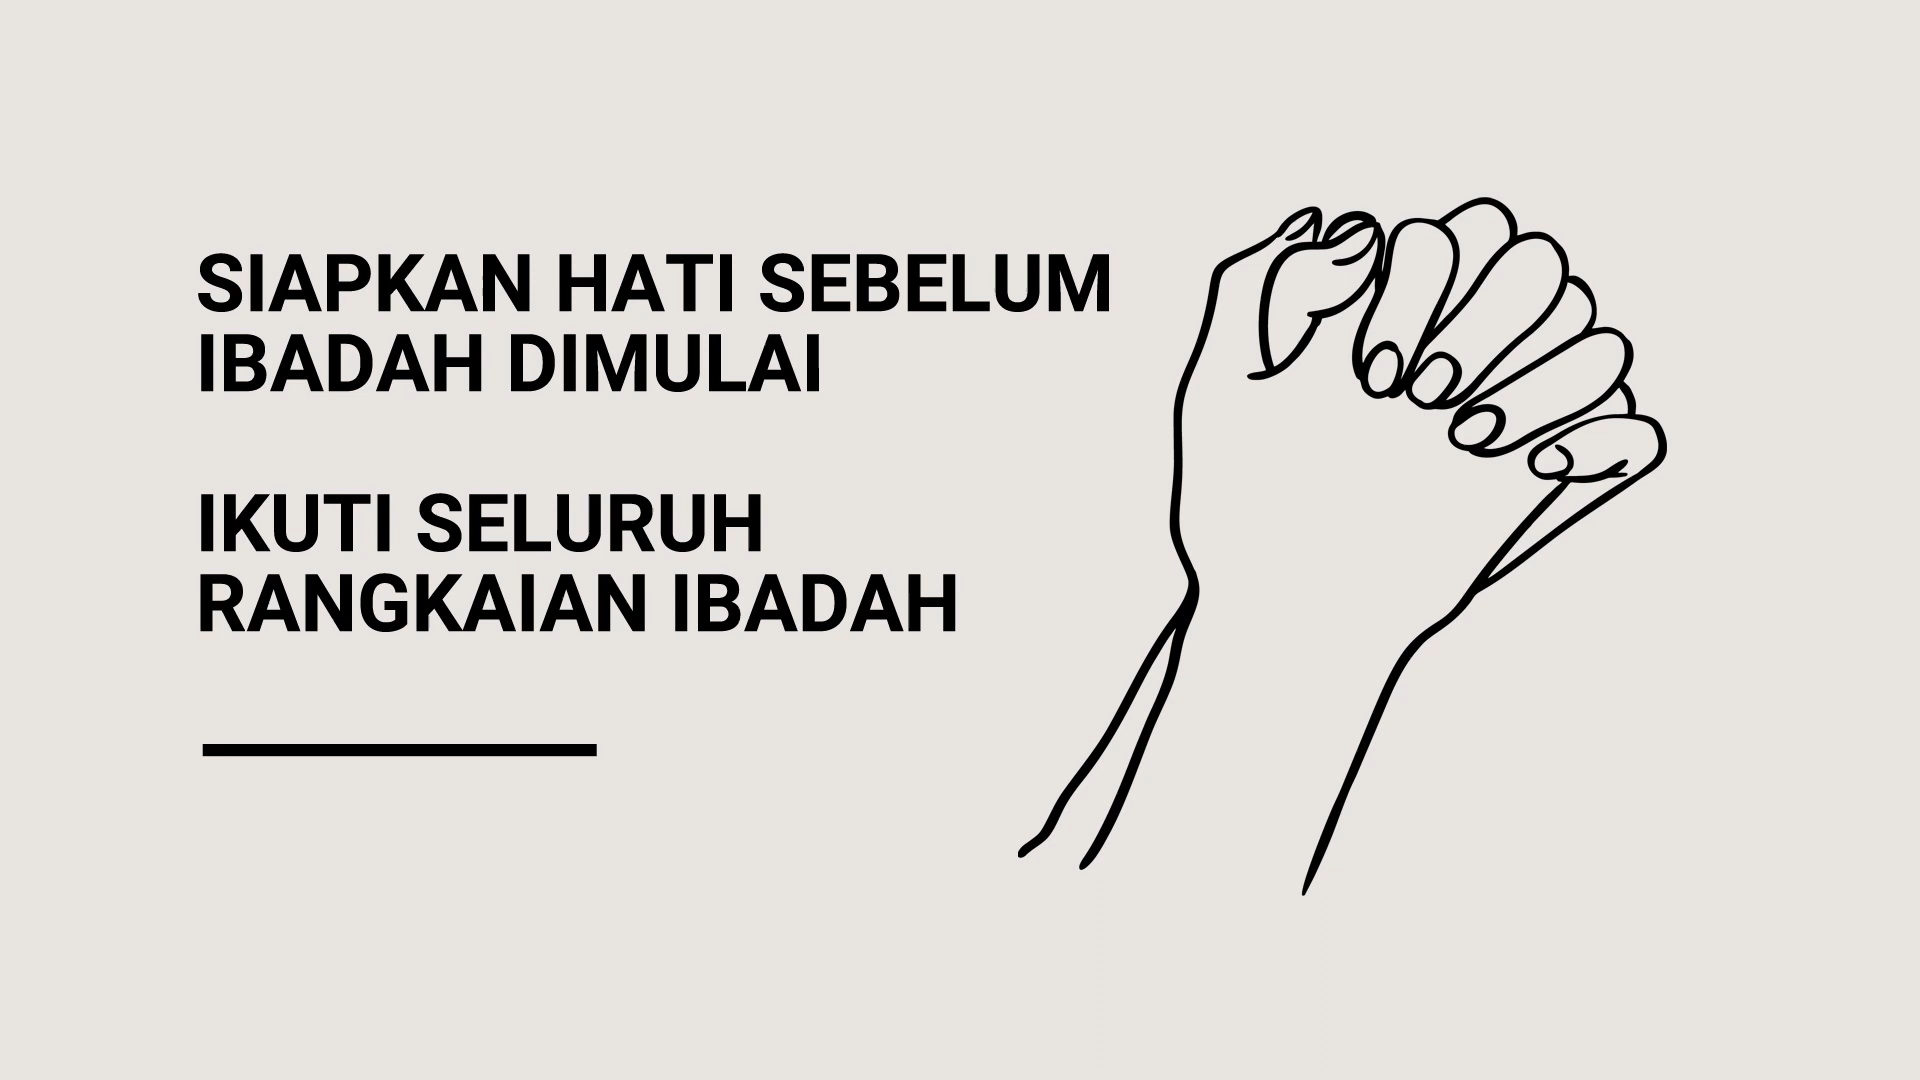 SIAPKAN HATI SEBELUM
IBADAH DIMULAI
IKUTI SELURUH
RANGKAIAN IBADAH